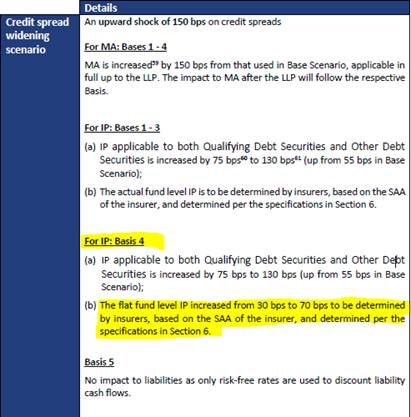 Details
Credit spread
widening
scenario
An upward shock of 150 bps on credit spreads
For MA: Bases 1 - 4
MA is increased⁵⁹ by 150 bps from that used in Base Scenario, applicable in
full up to the LLP. The impact to MA after the LLP will follow the respective
Basis.
For IP: Bases 1 - 3
(a) IP applicable to both Qualifying Debt Securities and Other Debt
Securities is increased by 75 bps⁶⁰ to 130 bps⁶¹ (up from 55 bps in Base
Scenario);
(b) The actual fund level IP is to be determined by insurers, based on the SAA
of the insurer, and determined per the specifications in Section 6.
For IP: Basis 4
(a) IP applicable to both Qualifying Debt Securities and Other Debt
Securities is increased by 75 bps to 130 bps (up from 55 bps in Base
Scenario);
(b) The flat fund level IP increased from 30 bps to 70 bps to be determined
by insurers, based on the SAA of the insurer, and determined per the
specifications in Section 6.
Basis 5
No impact to liabilities as only risk-free rates are used to discount liability
cash flows.